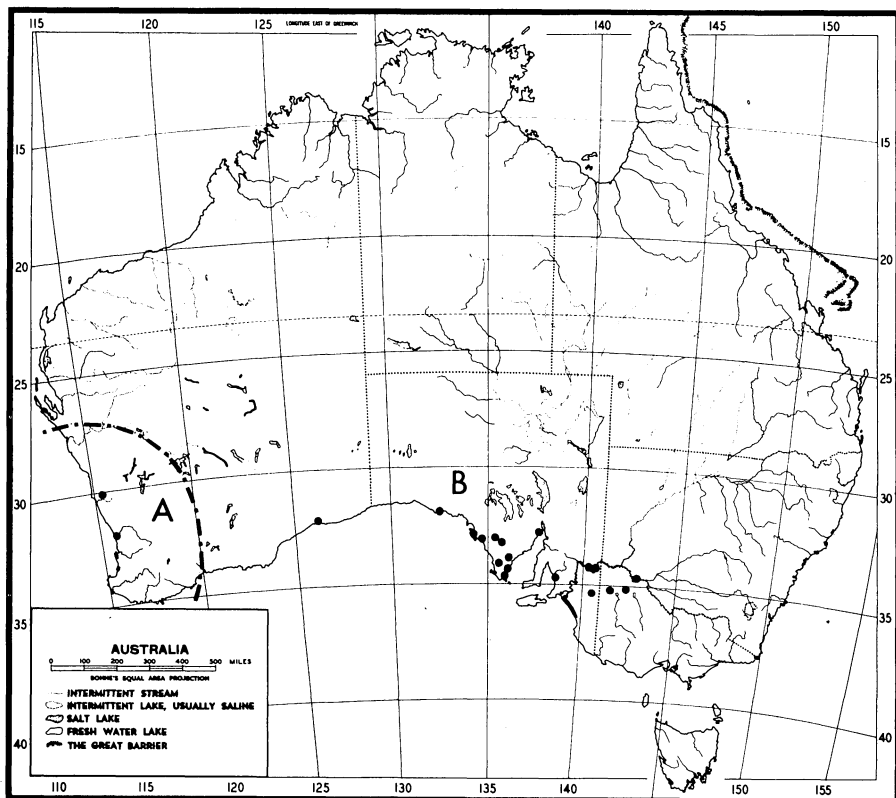 115 120 125 LONGITUDE EAST OF GREENWICH 130 135 140 145 150
15 15
20 20
25 25
B
30 A 30
35 35
AUSTRALIA
0 100 200 300 400 500 MILES
BONNE'S EQUAL AREA PROJECTION
INTERMITTENT STREAM
INTERMITTENT LAKE, USUALLY SALINE
SALT LAKE
FRESH WATER LAKE
THE GREAT BARRIER
40 40
110 115 120 125 130 135 140 150 155